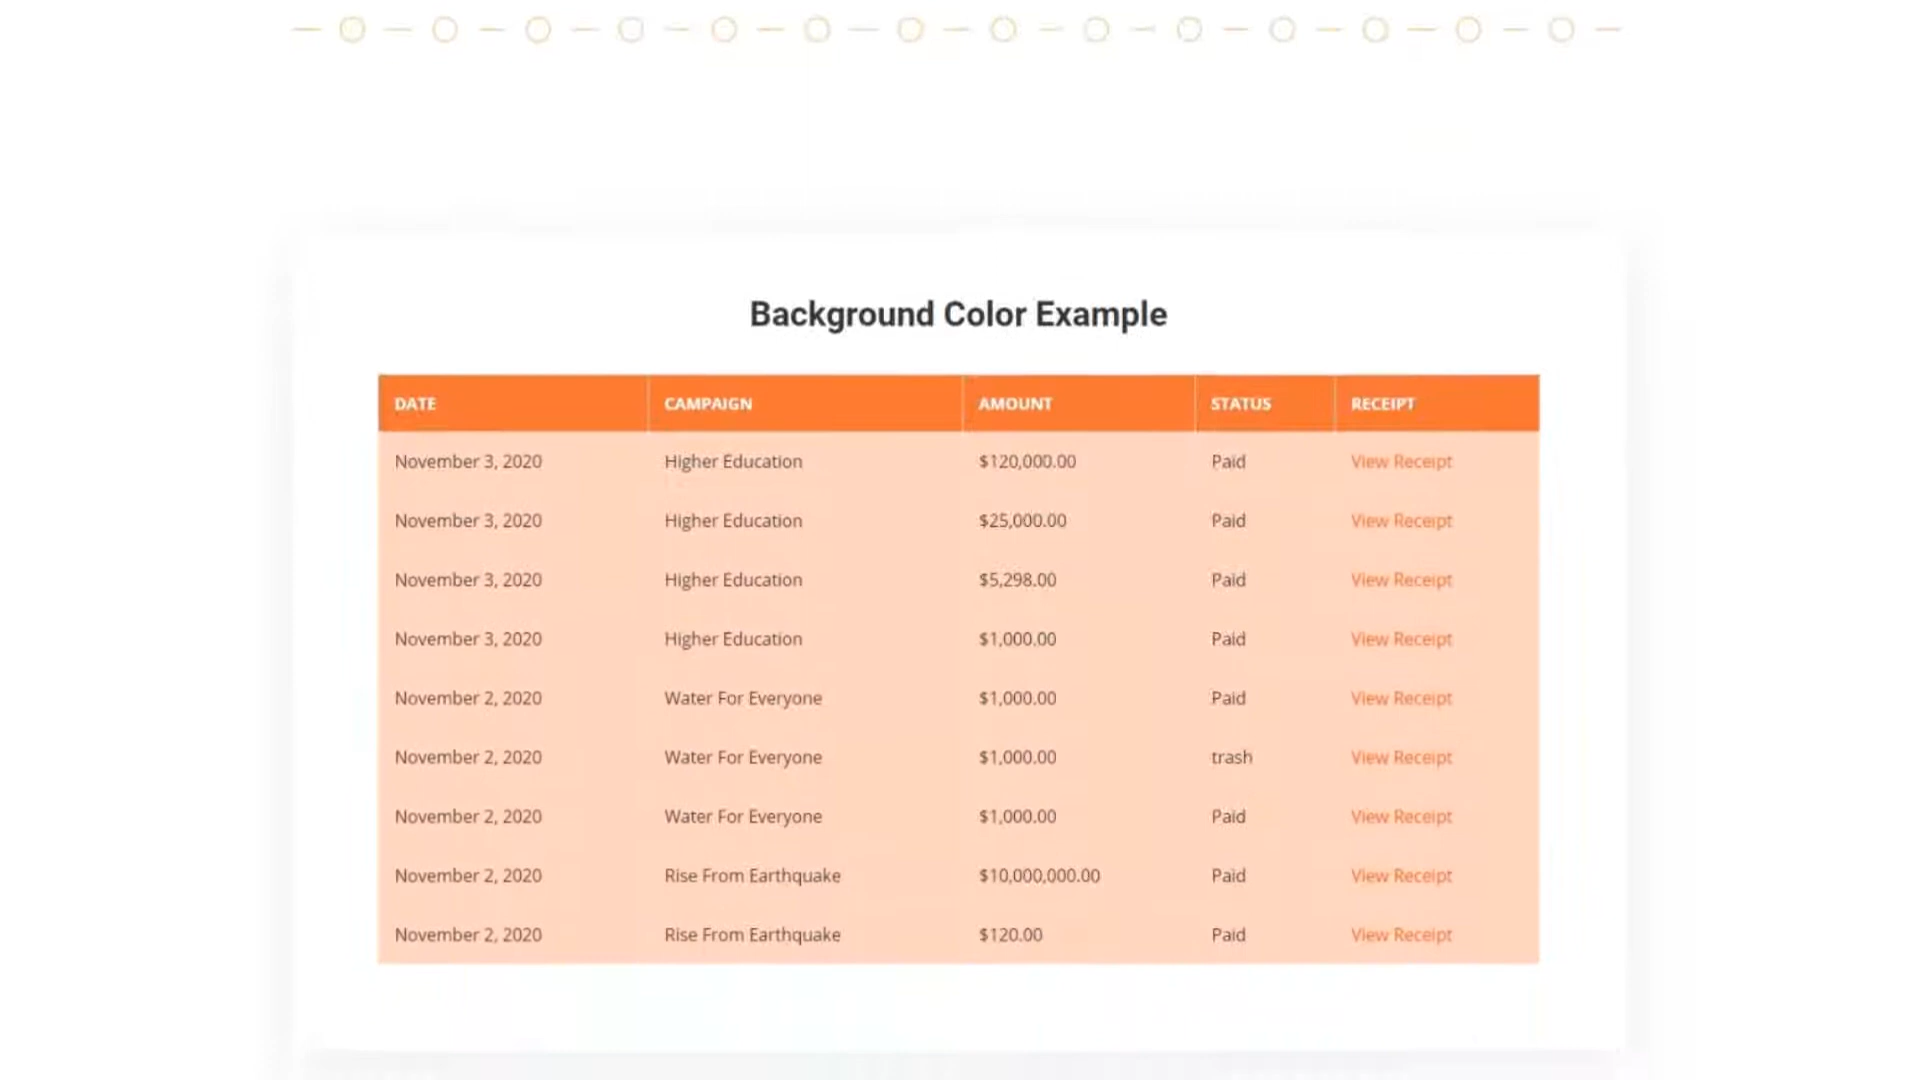 Background Color Example
DATE CAMPAIGN AMOUNT STATUS RECEIPT
November 3, 2020 Higher Education $120,000.00 Paid View Receipt
November 3, 2020 Higher Education $25,000.00 Paid View Receipt
November 3, 2020 Higher Education $5,298.00 Paid View Receipt
November 3, 2020 Higher Education $1,000.00 Paid View Receipt
November 2, 2020 Water For Everyone $1,000.00 Paid View Receipt
November 2, 2020 Water For Everyone $1,000.00 trash View Receipt
November 2, 2020 Water For Everyone $1,000.00 Paid View Receipt
November 2, 2020 Rise From Earthquake $10,000,000.00 Paid View Receipt
November 2, 2020 Rise From Earthquake $120.00 Paid View Receipt